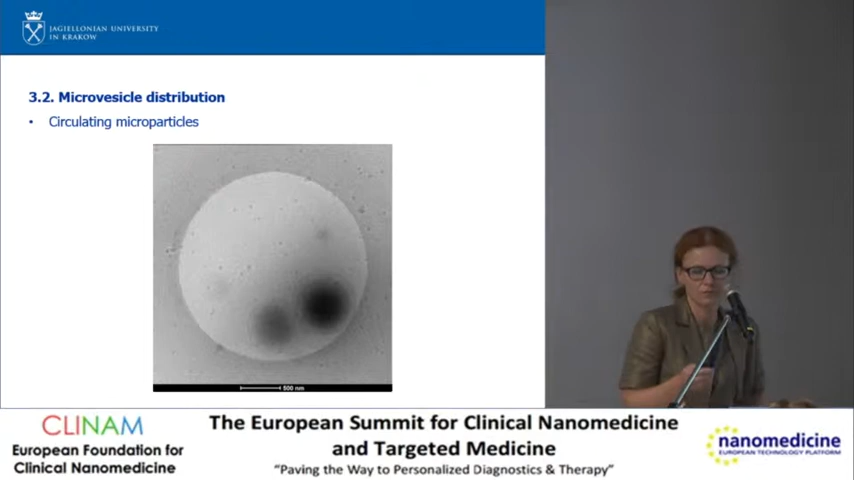 JAGIELLONIAN UNIVERSITY
IN KRAKOW
3.2. Microvesicle distribution
• Circulating microparticles
500 nm
CLINAM
European Foundation for
Clinical Nanomedicine
The European Summit for Clinical Nanomedicine
and Targeted Medicine
"Paving the Way to Personalized Diagnostics & Therapy"
nanomedicine
EUROPEAN TECHNOLOGY PLATFORM